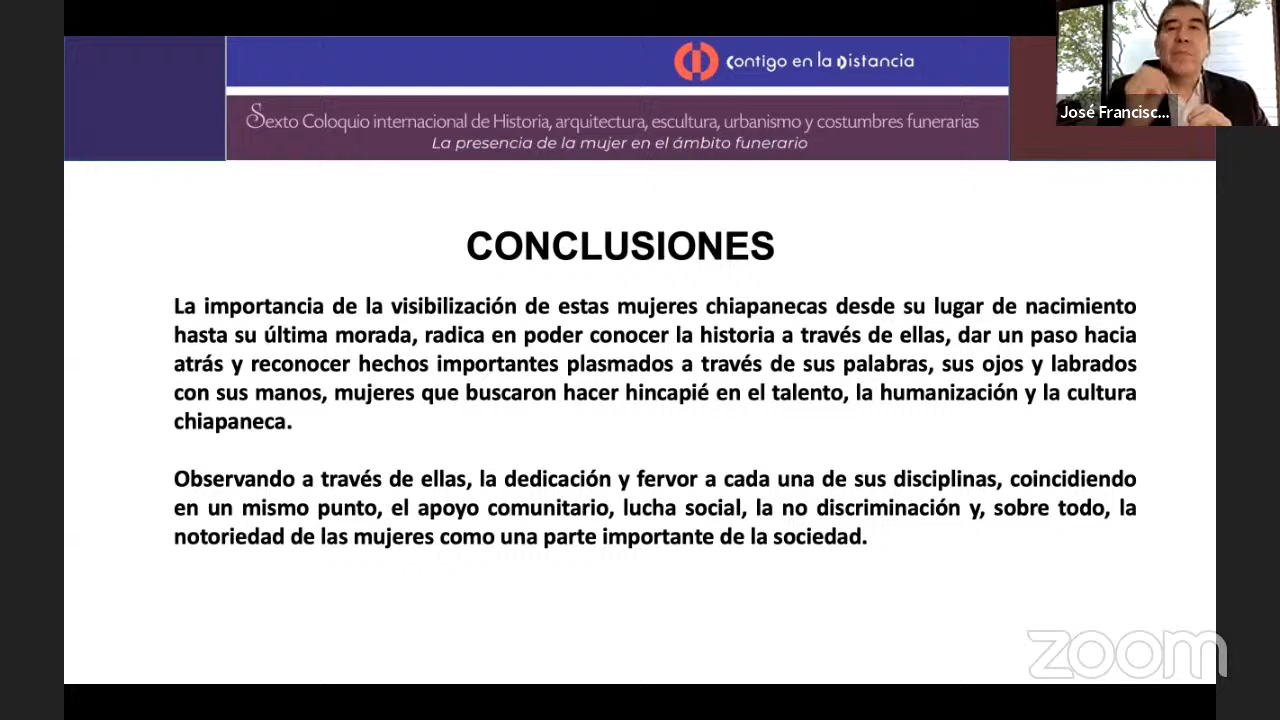 Contigo en la Distancia
Sexto Coloquio internacional de Historia, arquitectura, escultura, urbanismo y costumbres funerarias
La presencia de la mujer en el ámbito funerario
José Francisc...
CONCLUSIONES
La importancia de la visibilización de estas mujeres chiapanecas desde su lugar de nacimiento
hasta su última morada, radica en poder conocer la historia a través de ellas, dar un paso hacia
atrás y reconocer hechos importantes plasmados a través de sus palabras, sus ojos y labrados
con sus manos, mujeres que buscaron hacer hincapié en el talento, la humanización y la cultura
chiapaneca.
Observando a través de ellas, la dedicación y fervor a cada una de sus disciplinas, coincidiendo
en un mismo punto, el apoyo comunitario, lucha social, la no discriminación y, sobre todo, la
notoriedad de las mujeres como una parte importante de la sociedad.
zoom